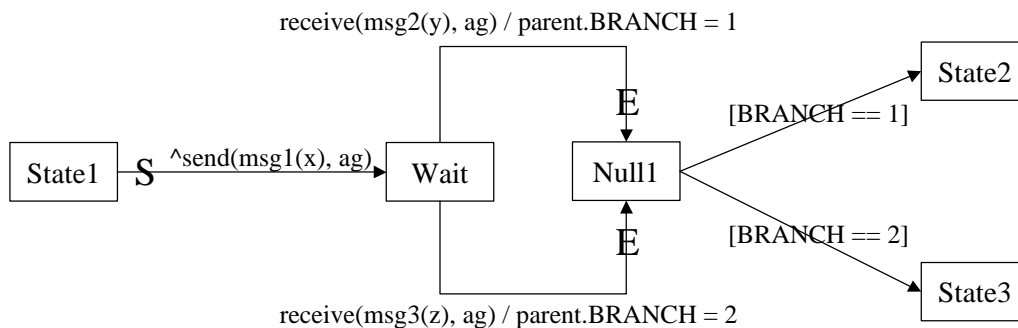 receive(msg2(y), ag) / parent.BRANCH = 1
State2
E
[BRANCH == 1]
State1
S
^send(msg1(x), ag)
Wait
Null1
[BRANCH == 2]
E
State3
receive(msg3(z), ag) / parent.BRANCH = 2